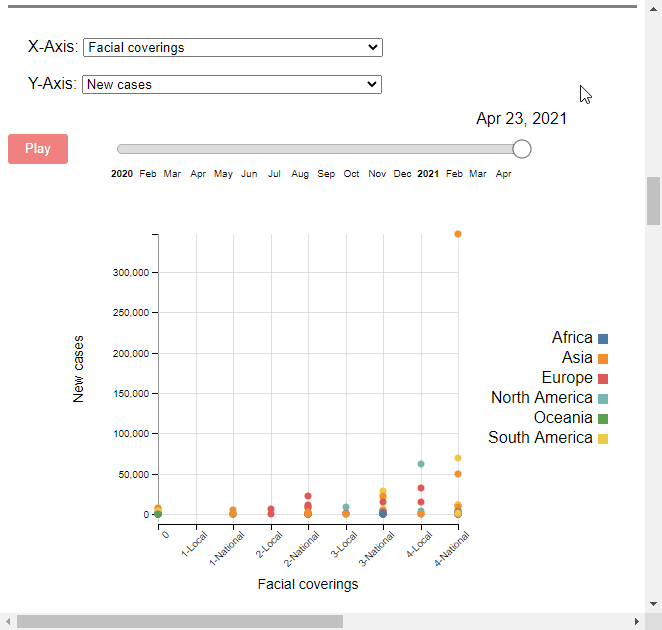 X-Axis: Facial coverings
Y-Axis: New cases
Apr 23, 2021
Play
2020 Feb Mar Apr May Jun Jul Aug Sep Oct Nov Dec 2021 Feb Mar Apr
300,000
250,000
200,000
150,000
100,000
50,000
0
New cases
0 1-Local 1-National 2-Local 2-National 3-Local 3-National 4-Local 4-National
Facial coverings
Africa
Asia
Europe
North America
Oceania
South America